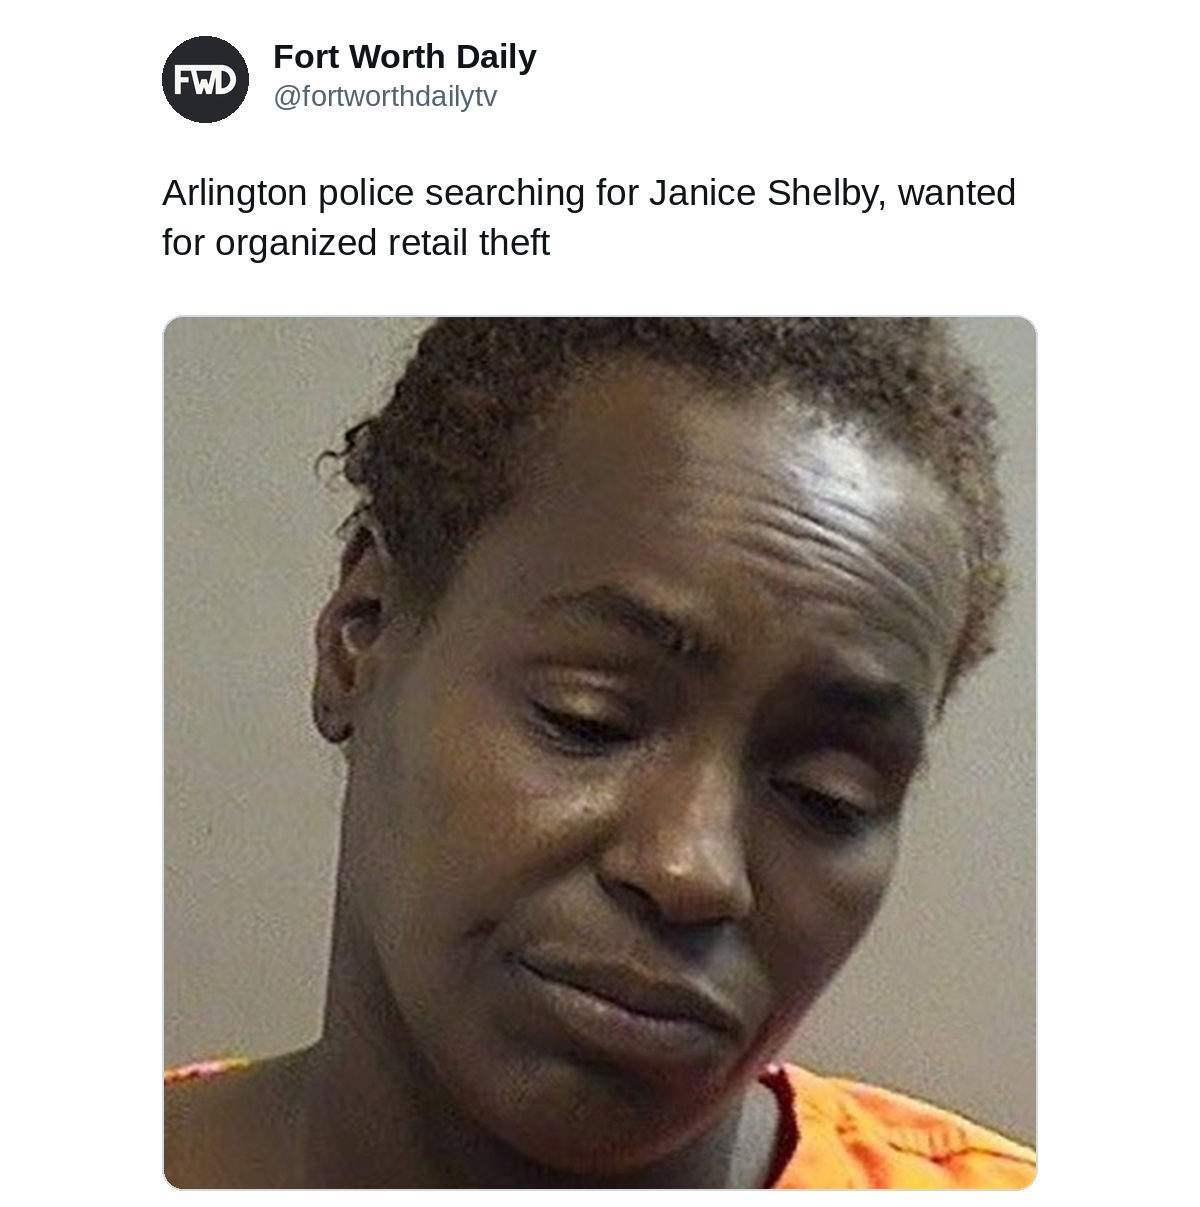 FWD
Fort Worth Daily
@fortworthdailytv
Arlington police searching for Janice Shelby, wanted
for organized retail theft